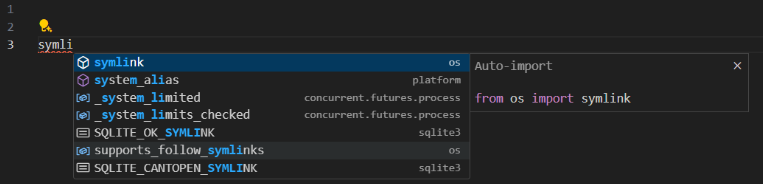 1
2
3 symli
symlink os
system_alias platform
_system_limited concurrent.futures.process
_system_limits_checked concurrent.futures.process
SQLITE_OK_SYMLINK sqlite3
supports_follow_symlinks os
SQLITE_CANTOPEN_SYMLINK sqlite3
Auto-import
from os import symlink